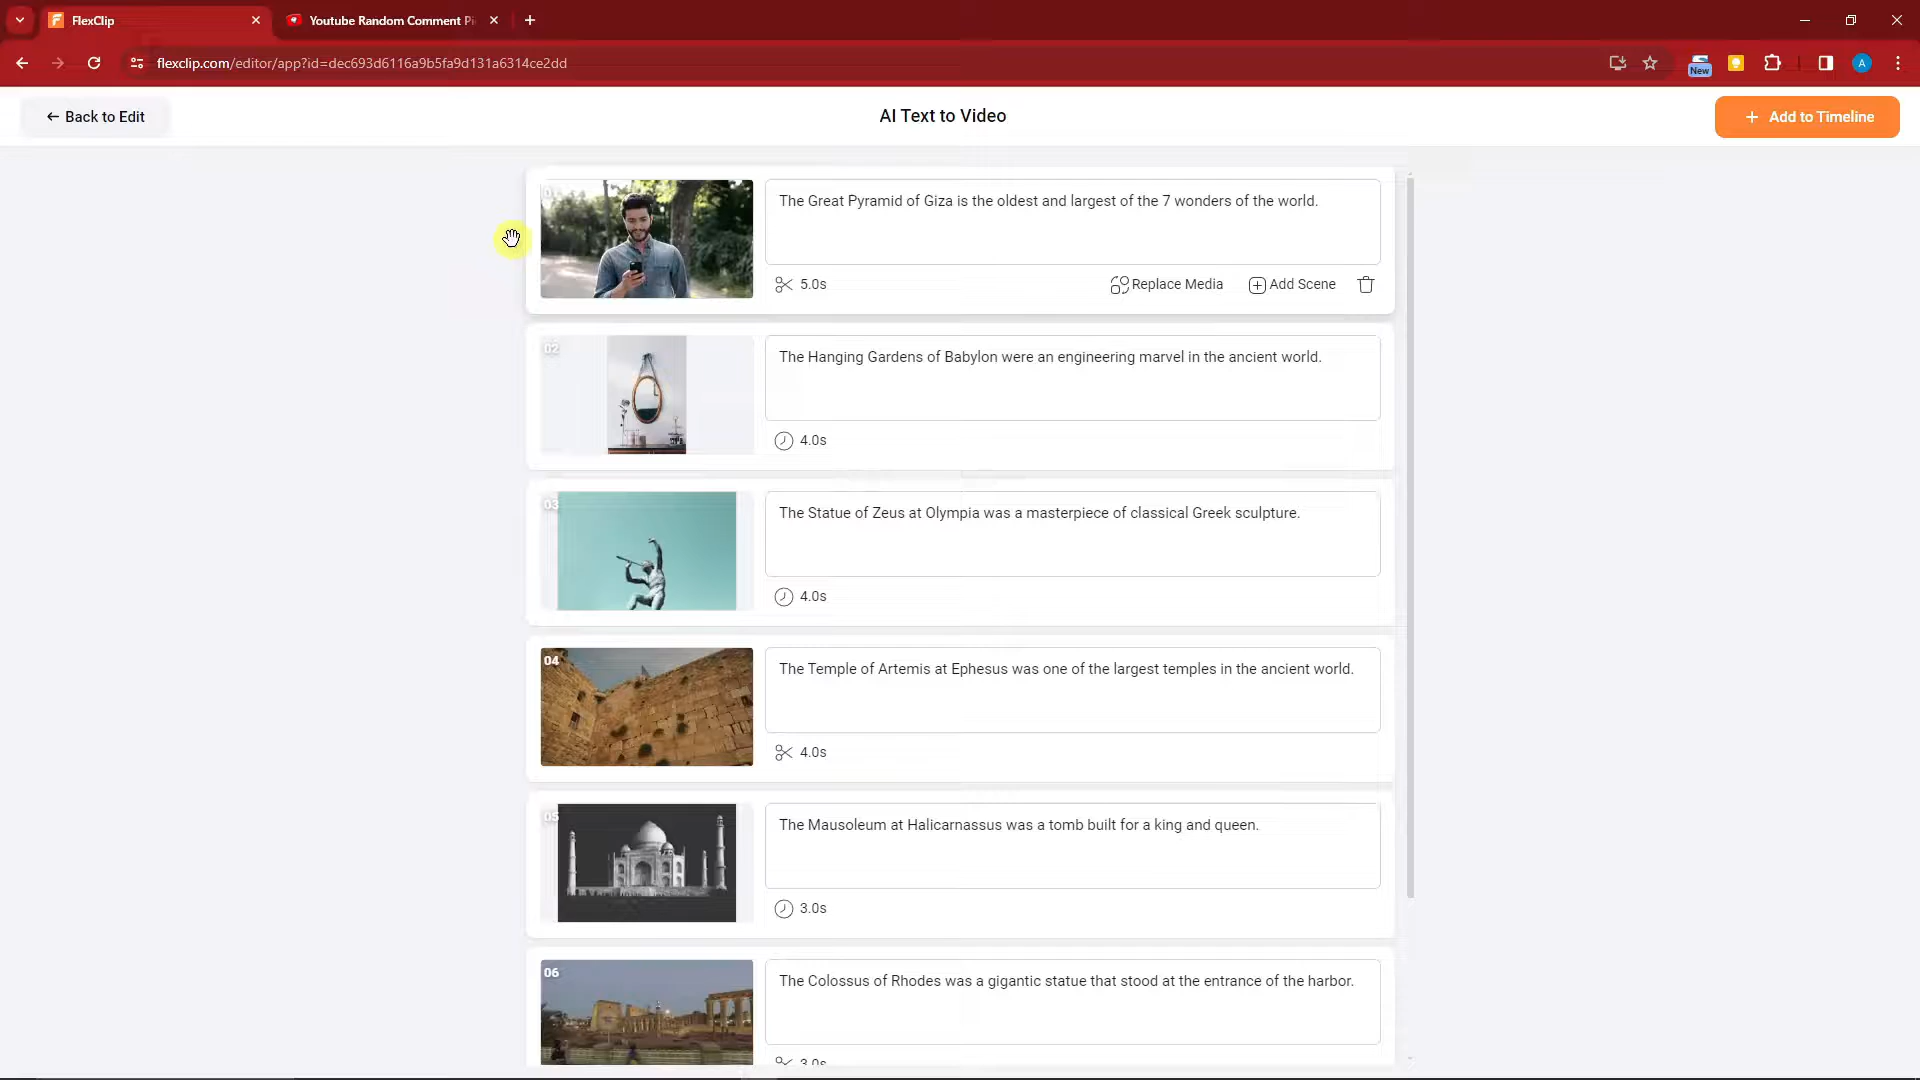 FlexClip
Youtube Random Comment Pi
flexclip.com/editor/app?id=dec693d6116a9b5fa9d131a6314ce2dd
New
A
Back to Edit
AI Text to Video
Add to Timeline
01
The Great Pyramid of Giza is the oldest and largest of the 7 wonders of the world.
5.0s
Replace Media
Add Scene
02
The Hanging Gardens of Babylon were an engineering marvel in the ancient world.
4.0s
03
The Statue of Zeus at Olympia was a masterpiece of classical Greek sculpture.
4.0s
04
The Temple of Artemis at Ephesus was one of the largest temples in the ancient world.
4.0s
05
The Mausoleum at Halicarnassus was a tomb built for a king and queen.
3.0s
06
The Colossus of Rhodes was a gigantic statue that stood at the entrance of the harbor.
3.0s